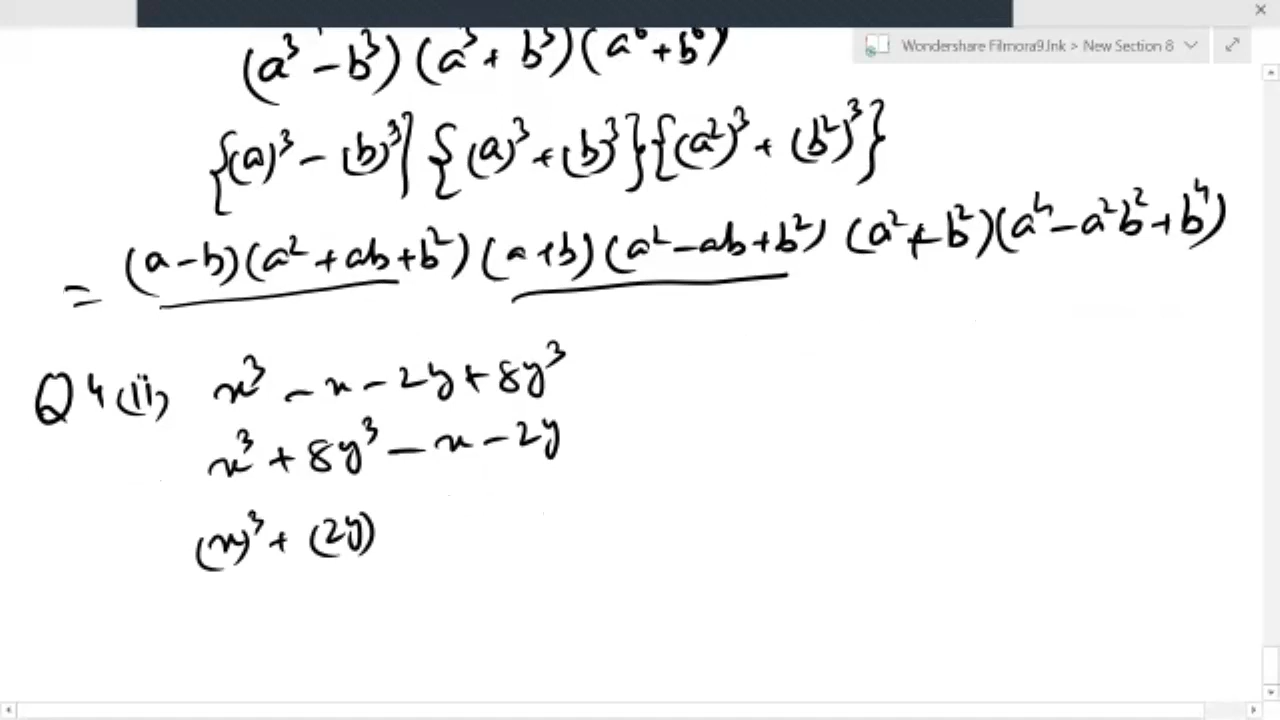 Wondershare Filmora9.lnk > New Section 8
(a³ - b³) (a³ + b³) (a⁶ + b⁶)
{(a)³ - (b)³} {(a)³ + (b)³} {(a²)³ + (b²)³}
= (a - b)(a² + ab + b²) (a + b) (a² - ab + b²) (a² + b²)(a⁴ - a²b² + b⁴)
Q4 (ii) x³ - x - 2y + 8y³
x³ + 8y³ - x - 2y
(x)³ + (2y)